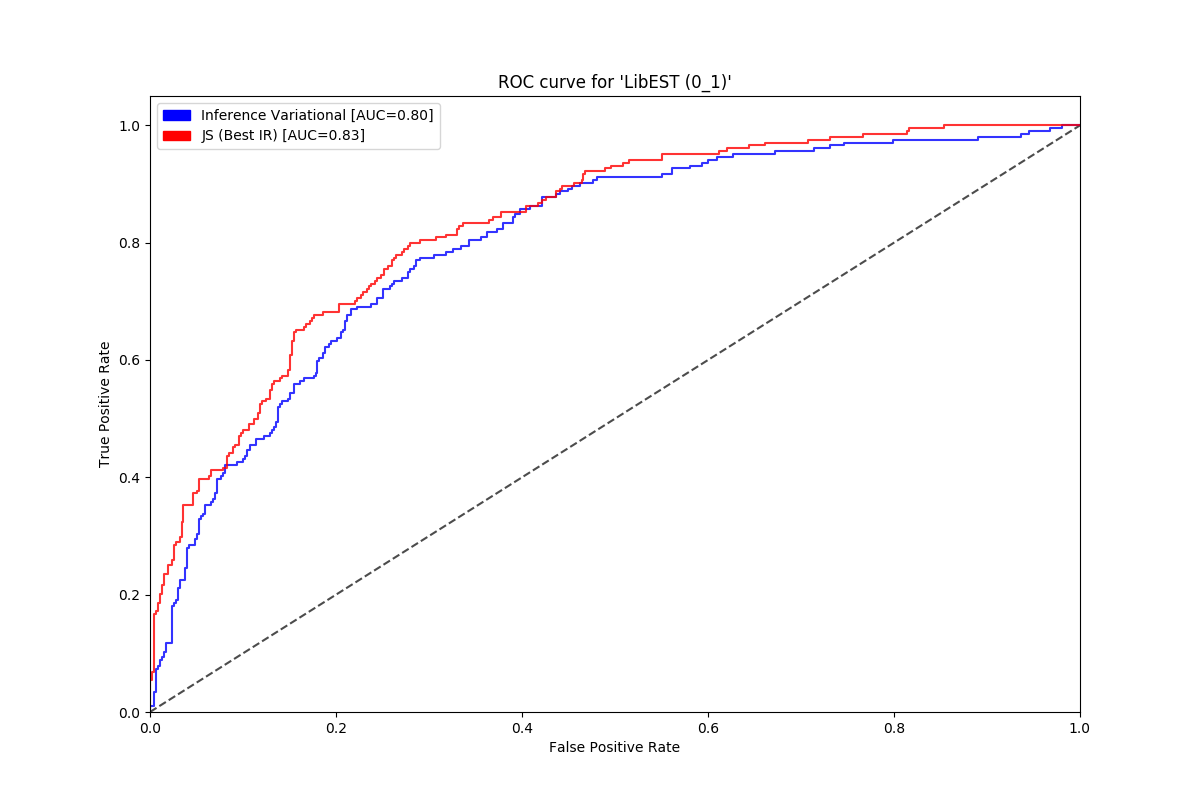 ROC curve for 'LibEST (0_1)'
Inference Variational [AUC=0.80]
JS (Best IR) [AUC=0.83]
1.0
0.8
0.6
0.4
0.2
0.0
True Positive Rate
0.0 0.2 0.4 0.6 0.8 1.0
False Positive Rate